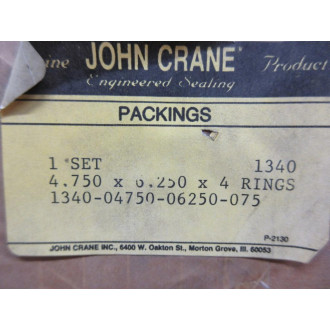 ine JOHN CRANE Product
Engineered Sealing
PACKINGS
1 SET 1340
4.750 x 6.250 x 4 RINGS
1340-04750-06250-075
P-2130
JOHN CRANE INC., 6400 W. Oakton St., Morton Grove, Ill. 60053